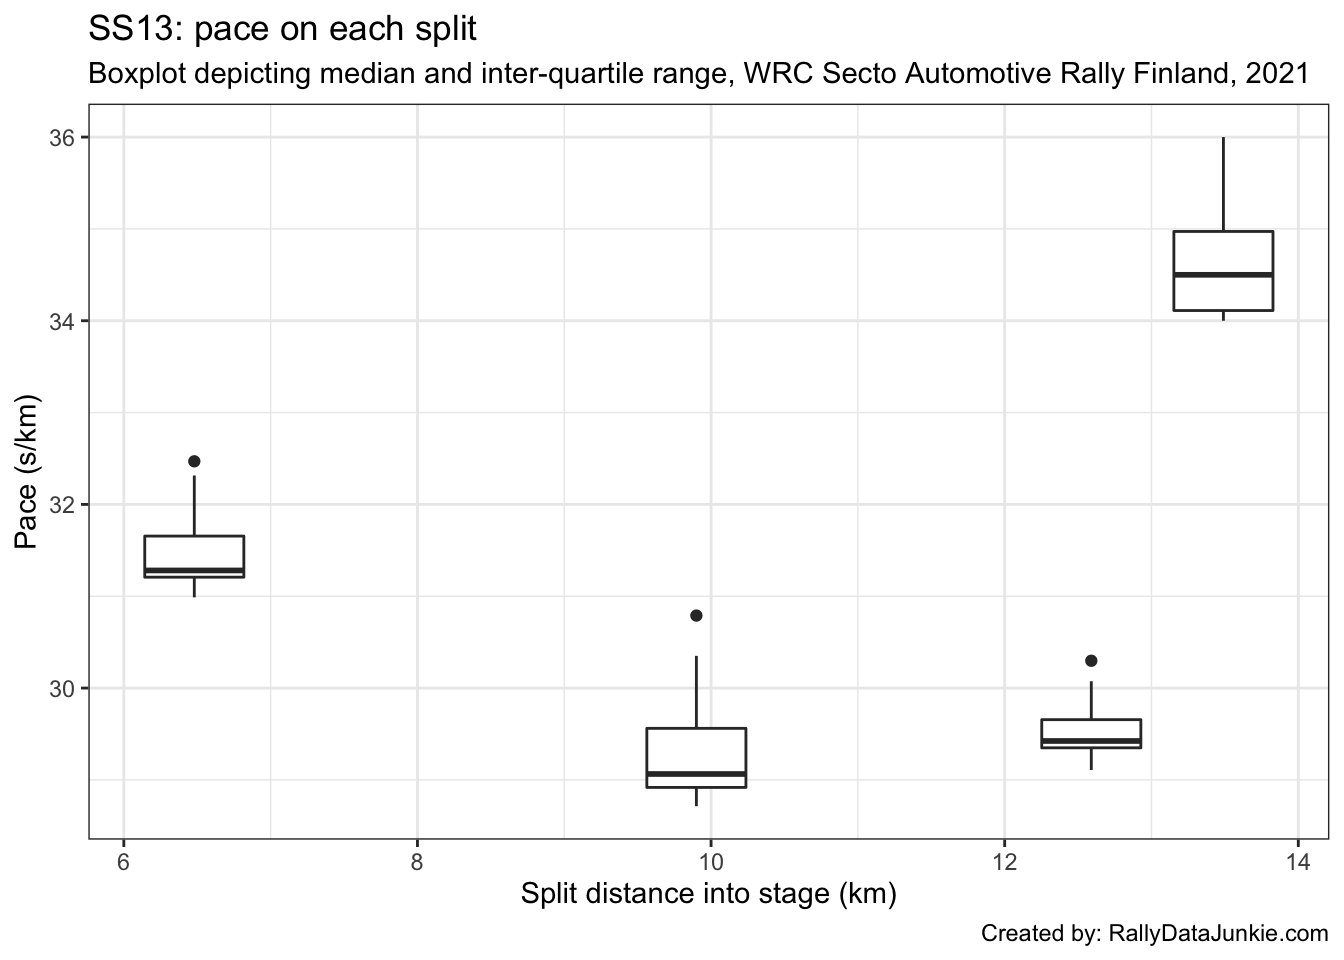 SS13: pace on each split
Boxplot depicting median and inter-quartile range, WRC Secto Automotive Rally Finland, 2021
36
34
32
30
Pace (s/km)
6 8 10 12 14
Split distance into stage (km)
Created by: RallyDataJunkie.com